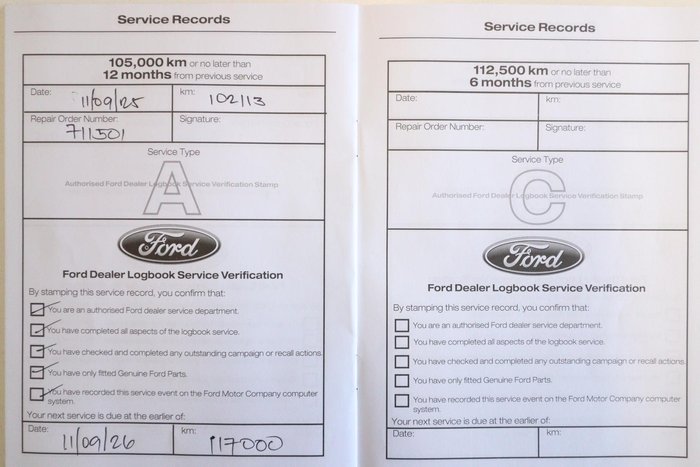 Service Records
105,000 km or no later than
12 months from previous service
Date: 11/09/25 km: 102113
Repair Order Number: Signature:
711501
Service Type
A
Authorised Ford Dealer Logbook Service Verification Stamp
Ford
Ford Dealer Logbook Service Verification
By stamping this service record, you confirm that:
You are an authorised Ford dealer service department.
You have completed all aspects of the logbook service.
You have checked and completed any outstanding campaign or recall actions.
You have only fitted Genuine Ford Parts.
You have recorded this service event on the Ford Motor Company computer
system.
Your next service is due at the earlier of:
Date: km:
11/09/26 117000
Service Records
112,500 km or no later than
6 months from previous service
Date: km:
Repair Order Number: Signature:
Service Type
C
Authorised Ford Dealer Logbook Service Verification Stamp
Ford
Ford Dealer Logbook Service Verification
By stamping this service record, you confirm that:
You are an authorised Ford dealer service department.
You have completed all aspects of the logbook service.
You have checked and completed any outstanding campaign or recall actions.
You have only fitted Genuine Ford Parts.
You have recorded this service event on the Ford Motor Company computer
system.
Your next service is due at the earlier of:
Date: km: